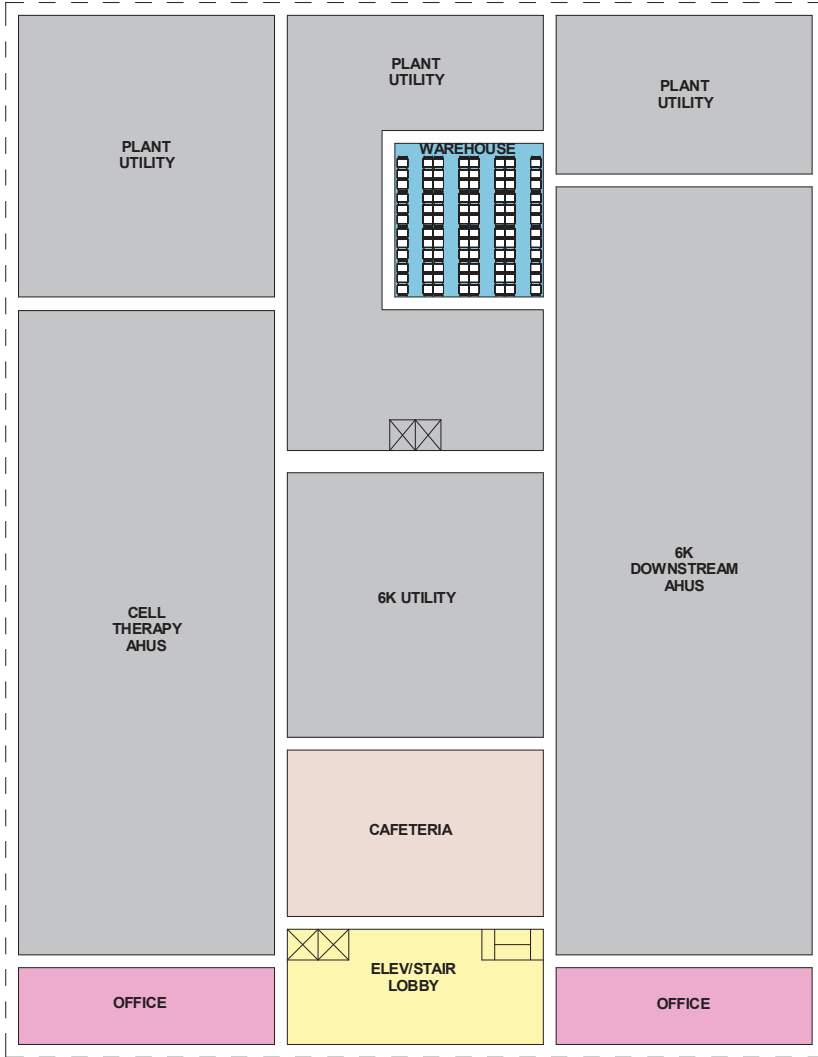 PLANT
UTILITY
PLANT
UTILITY
PLANT
UTILITY
WAREHOUSE
6K
DOWNSTREAM
AHUS
6K UTILITY
CELL
THERAPY
AHUS
CAFETERIA
ELEV/STAIR
LOBBY
OFFICE
OFFICE